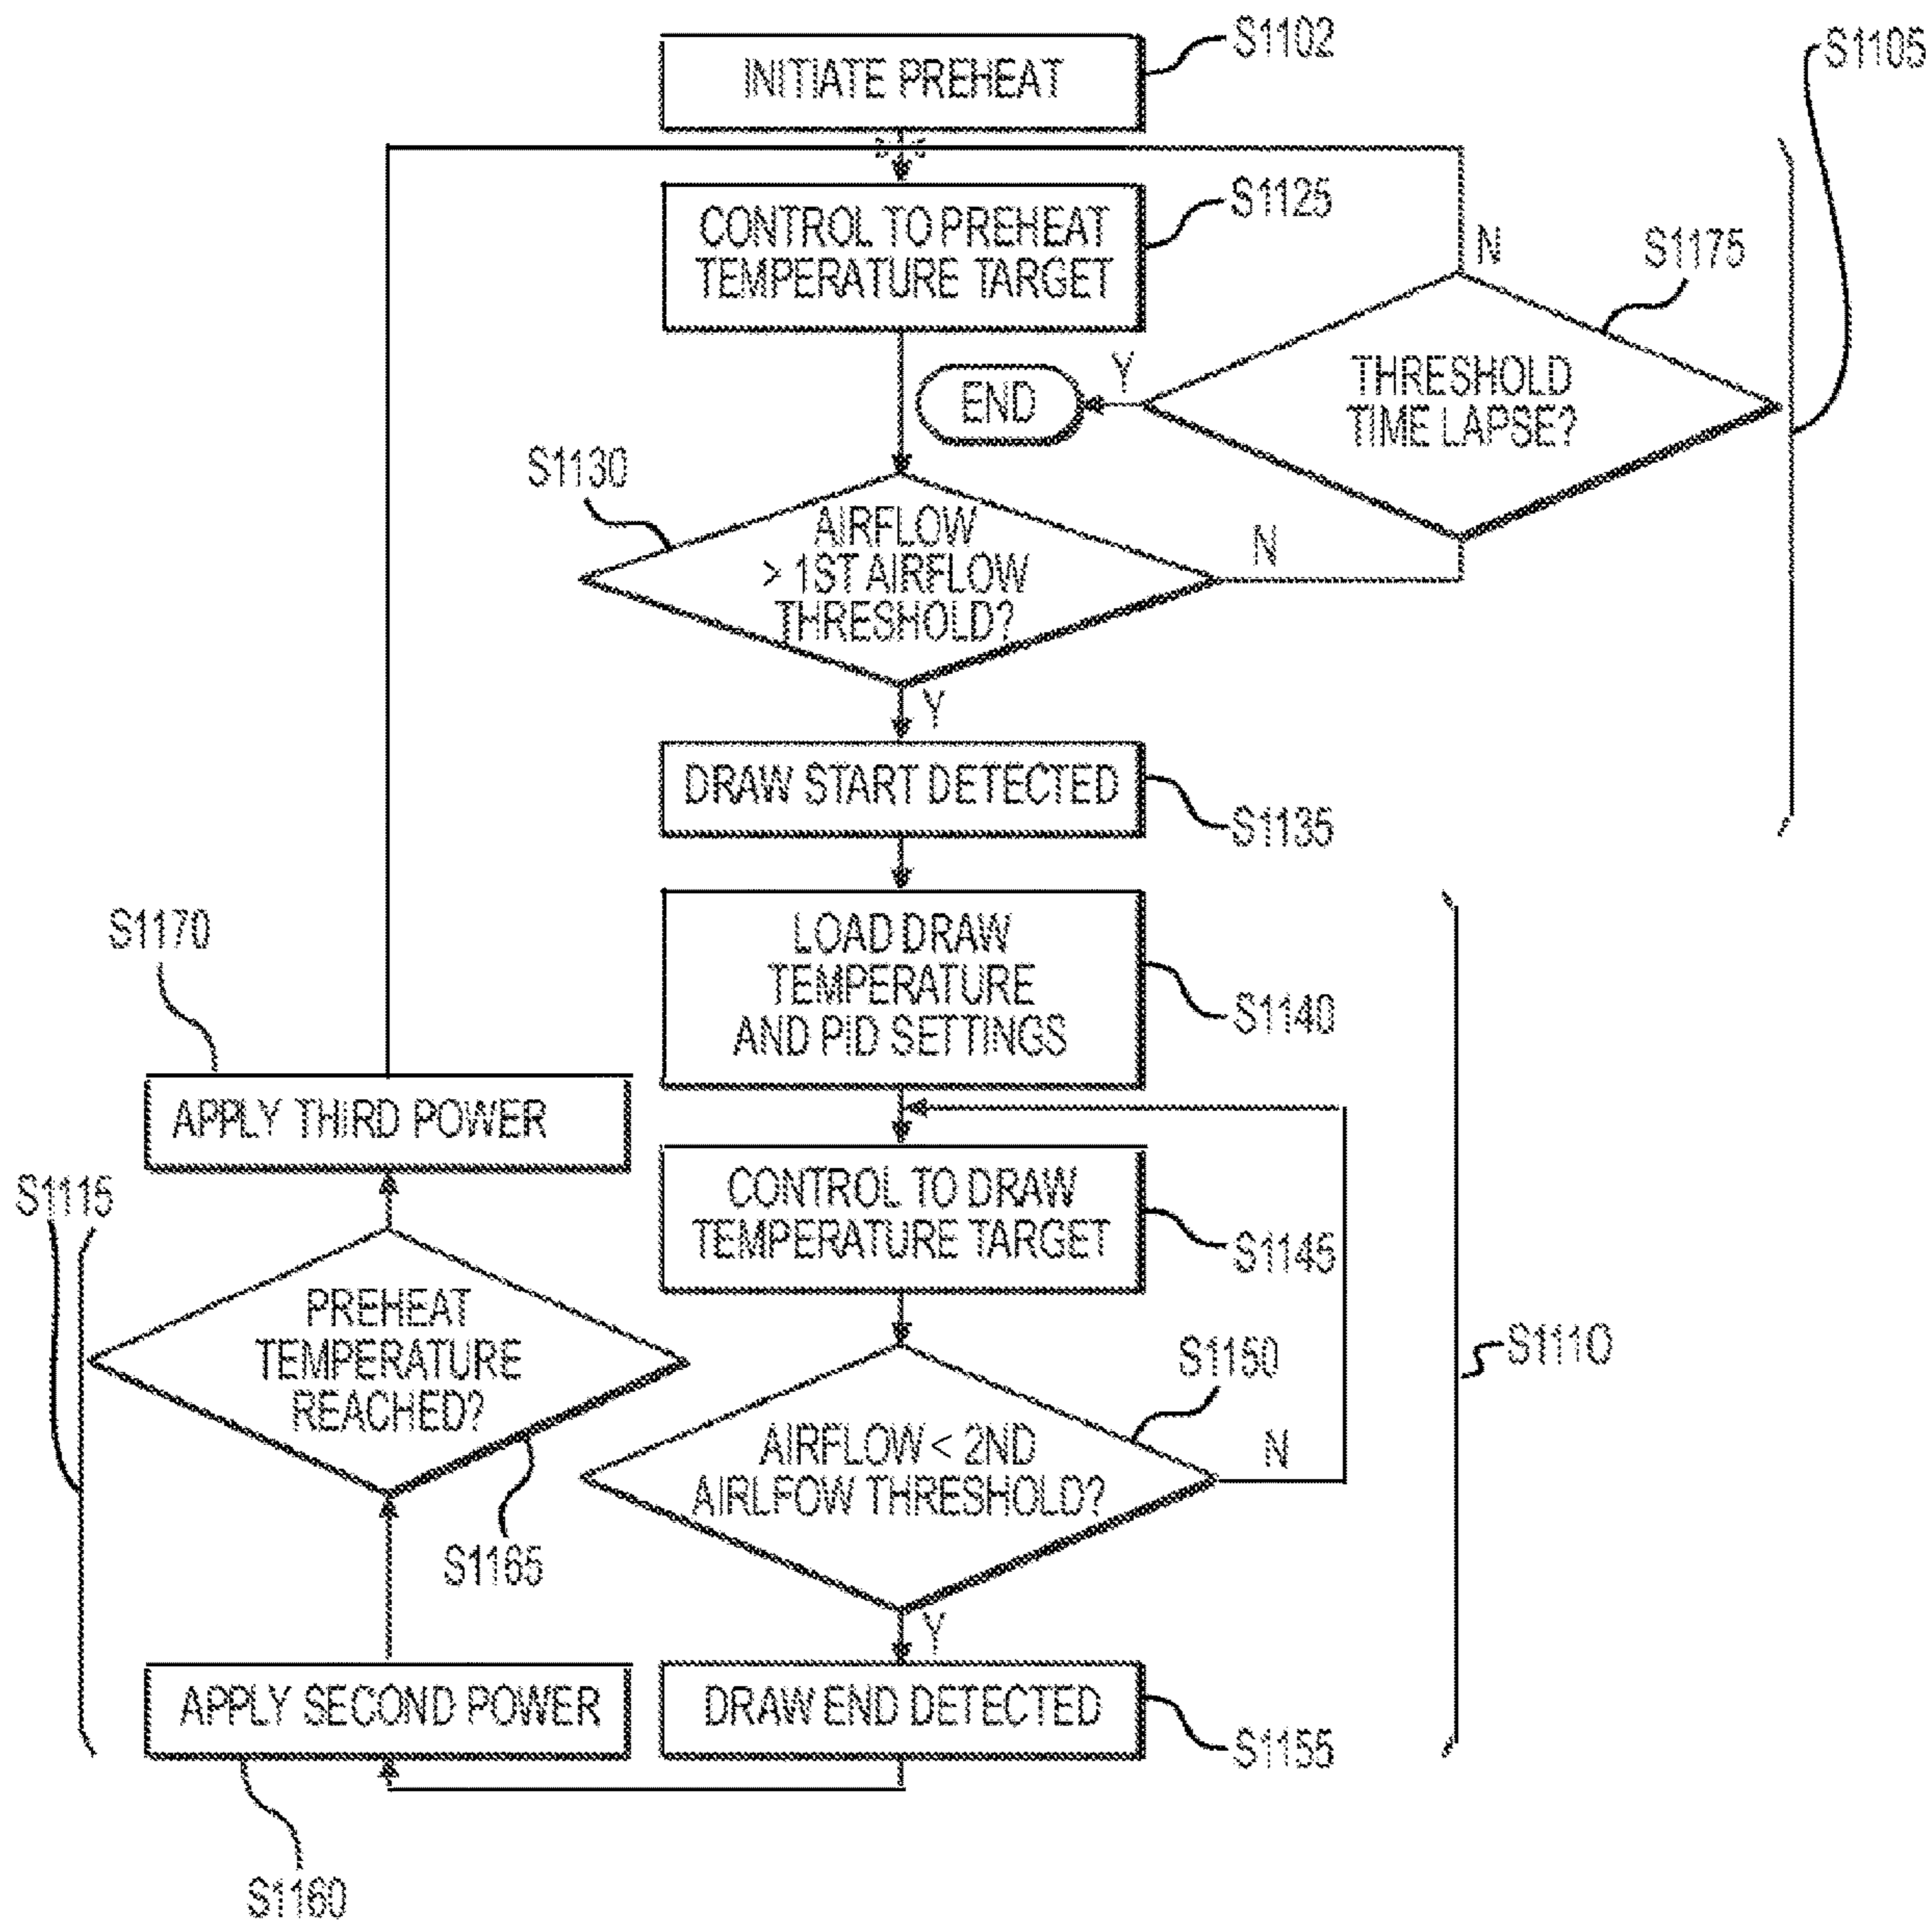 INITIATE PREHEAT
S1102
S1105
CONTROL TO PREHEAT
TEMPERATURE TARGET
S1125
N
S1175
THRESHOLD
TIME LAPSE?
Y
END
S1130
AIRFLOW
> 1ST AIRFLOW
THRESHOLD?
N
Y
DRAW START DETECTED
S1135
LOAD DRAW
TEMPERATURE
AND PID SETTINGS
S1140
S1170
APPLY THIRD POWER
S1115
CONTROL TO DRAW
TEMPERATURE TARGET
S1145
PREHEAT
TEMPERATURE
REACHED?
S1165
S1150
AIRFLOW < 2ND
AIRLFOW THRESHOLD?
N
S1110
Y
APPLY SECOND POWER
DRAW END DETECTED
S1155
S1160